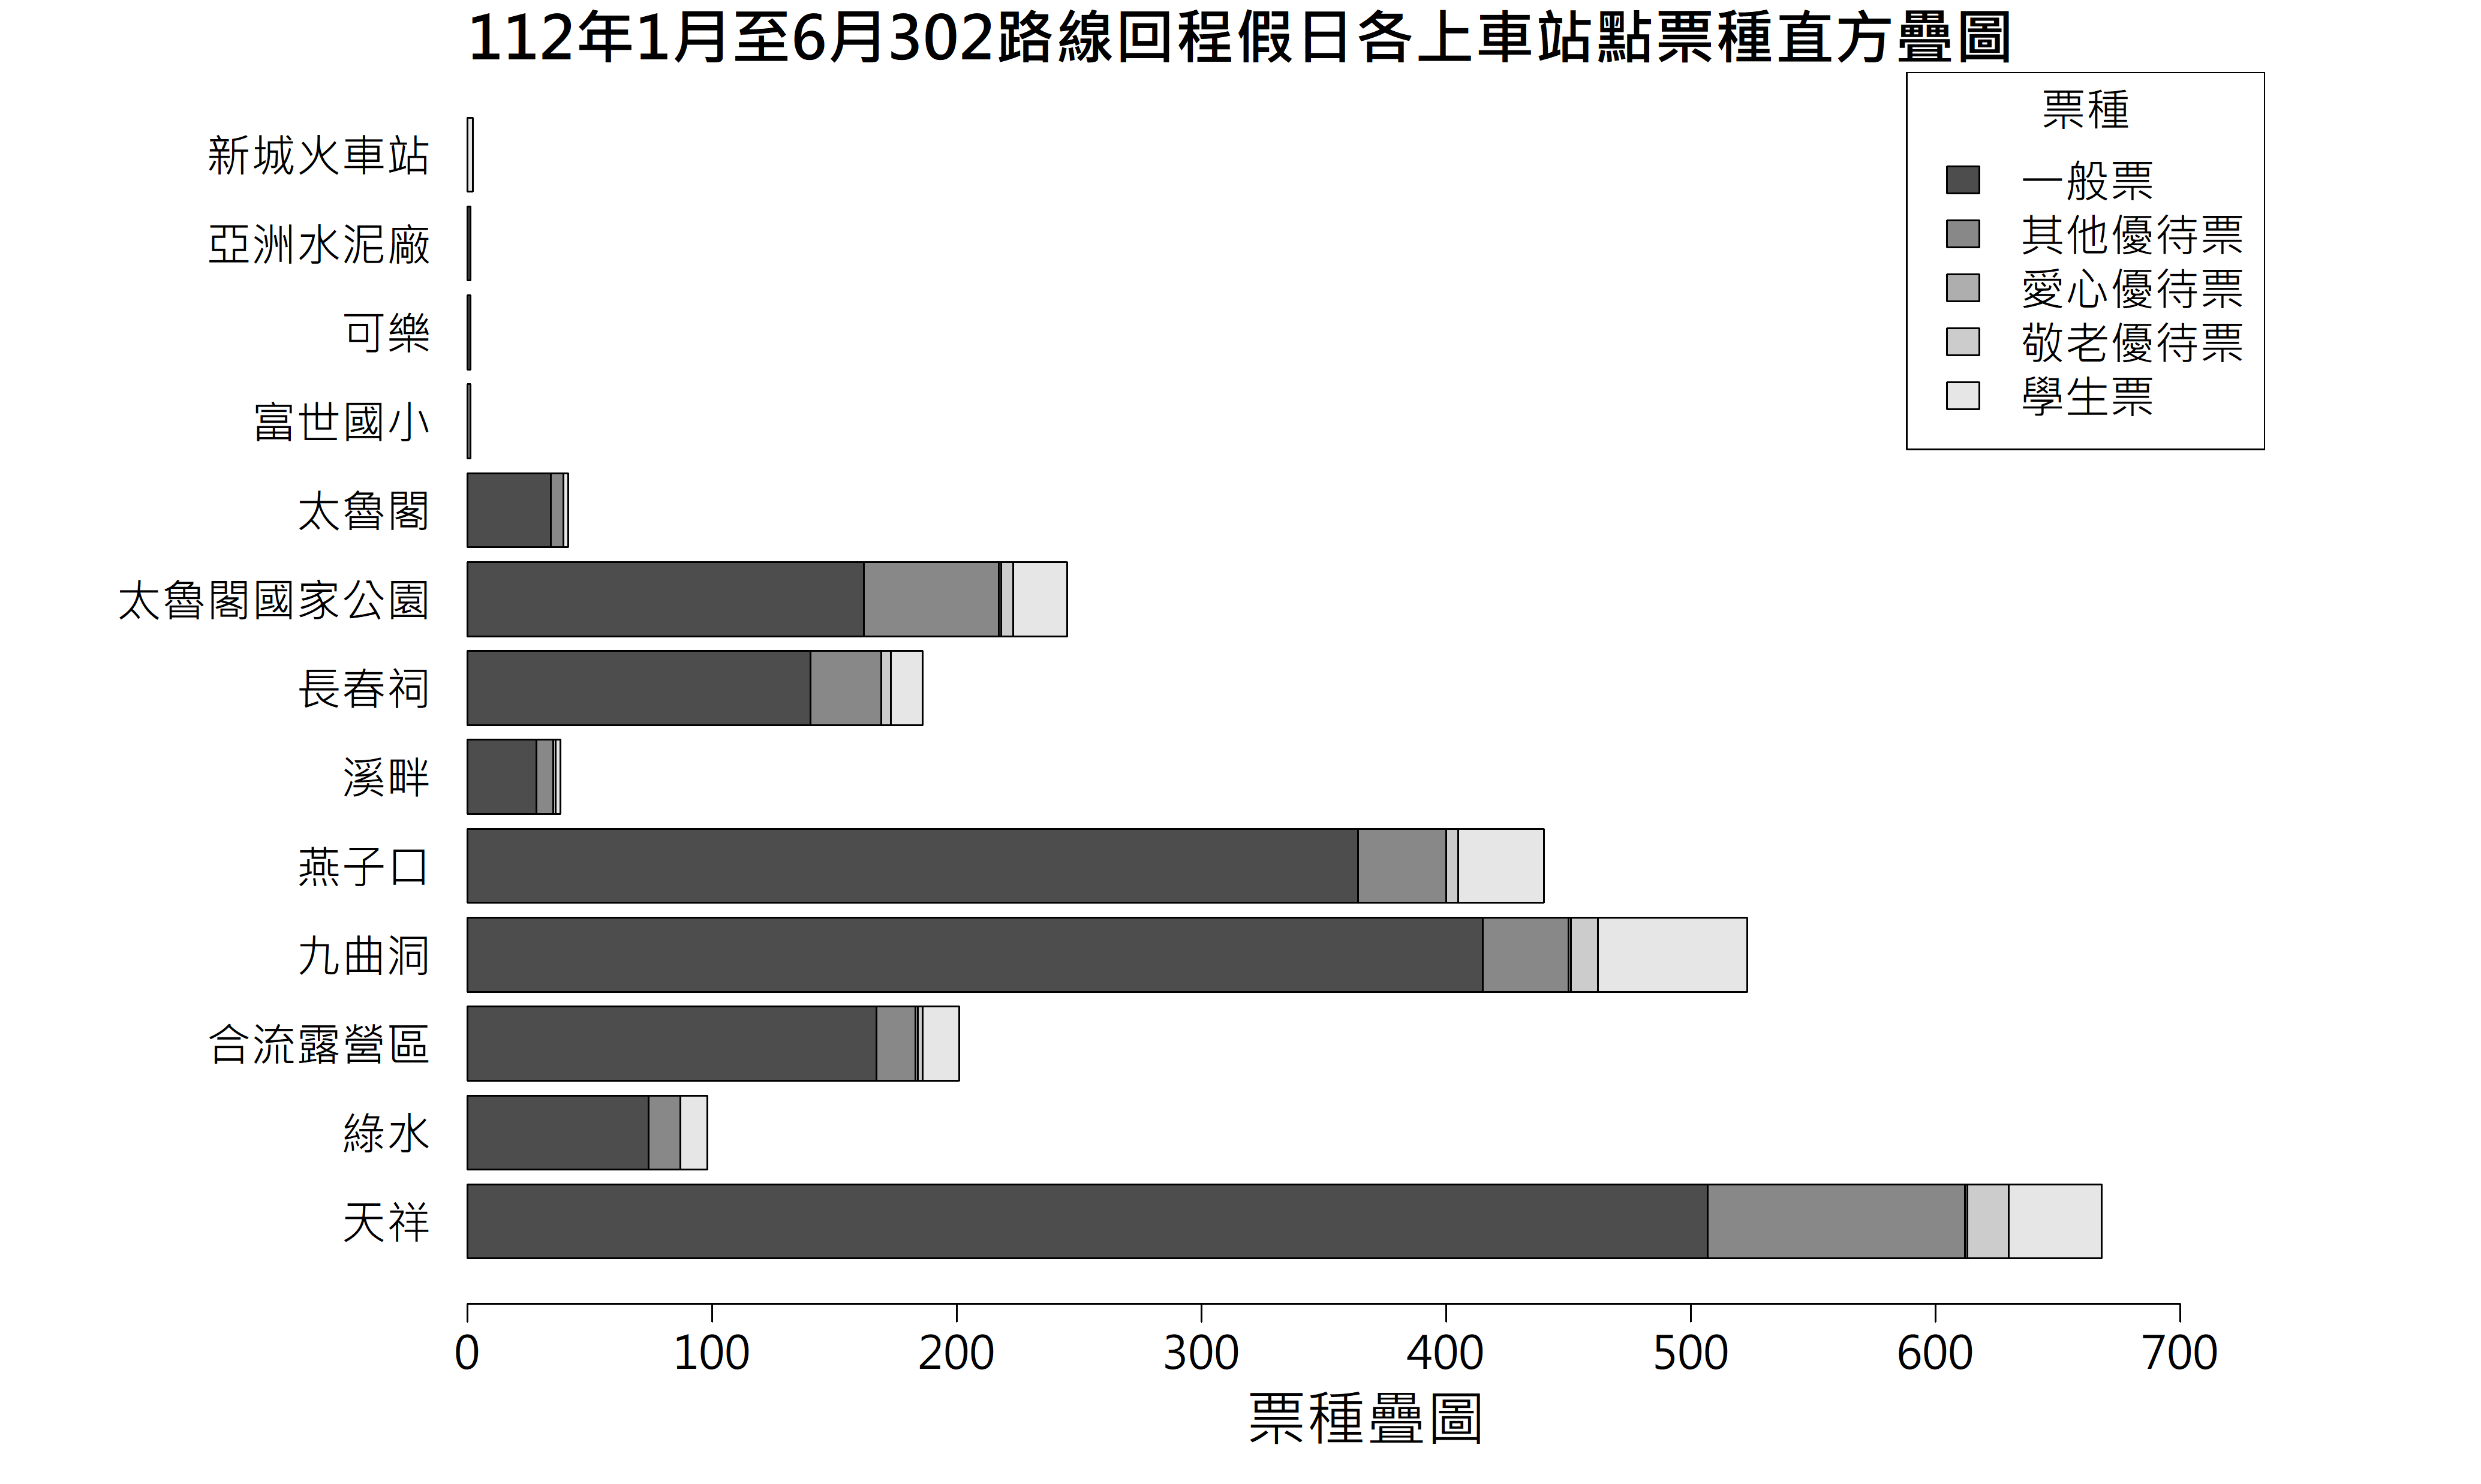 112年1月至6月302路線回程假日各上車站點票種直方疊圖
票種
一般票
其他優待票
愛心優待票
敬老優待票
學生票
新城火車站
亞洲水泥廠
可樂
富世國小
太魯閣
太魯閣國家公園
長春祠
溪畔
燕子口
九曲洞
合流露營區
綠水
天祥
0 100 200 300 400 500 600 700
票種疊圖